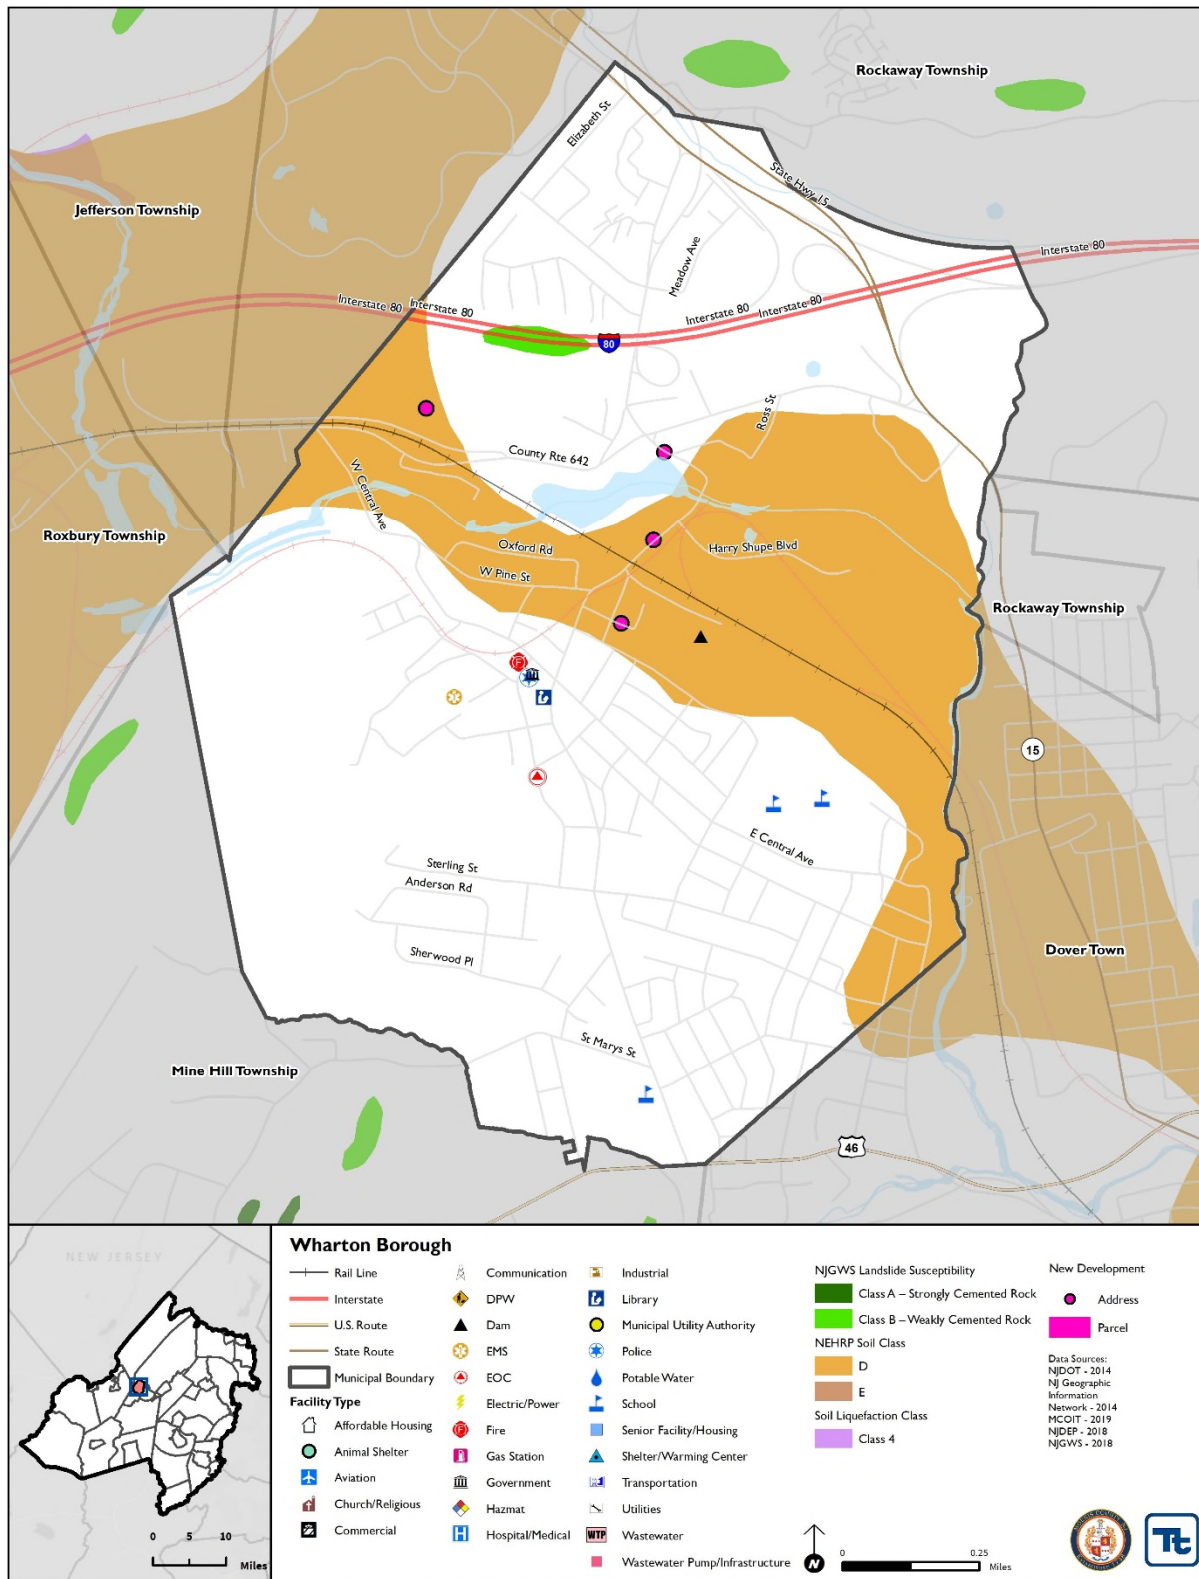 Rockaway Township
Elizabeth St
State Hwy 15
Jefferson Township
Meadow Ave
Interstate 80
Interstate 80
Interstate 80
Interstate 80
Interstate 80
80
Ross St
County Rte 642
W Central Ave
Roxbury Township
Oxford Rd
Harry Shupe Blvd
W Pine St
Rockaway Township
F
15
E Central Ave
Sterling St
Anderson Rd
Sherwood Pl
Dover Town
St Marys St
Mine Hill Township
46
NEW JERSEY
0 5 10
Miles
Wharton Borough
Rail Line
Interstate
U.S. Route
State Route
Municipal Boundary
Facility Type
Affordable Housing
Animal Shelter
Aviation
Church/Religious
Commercial
Communication
DPW
Dam
EMS
EOC
Electric/Power
F
Fire
Gas Station
Government
Hazmat
H
Hospital/Medical
Industrial
Library
Municipal Utility Authority
Police
Potable Water
School
Senior Facility/Housing
Shelter/Warming Center
Transportation
Utilities
WTP
Wastewater
Wastewater Pump/Infrastructure
NJGWS Landslide Susceptibility
Class A – Strongly Cemented Rock
Class B – Weakly Cemented Rock
NEHRP Soil Class
D
E
Soil Liquefaction Class
Class 4
New Development
Address
Parcel
Data Sources:
NJDOT - 2014
NJ Geographic
Information
Network - 2014
MCOIT - 2019
NJDEP - 2018
NJGWS - 2018
N
0 0.25
Miles
Tt